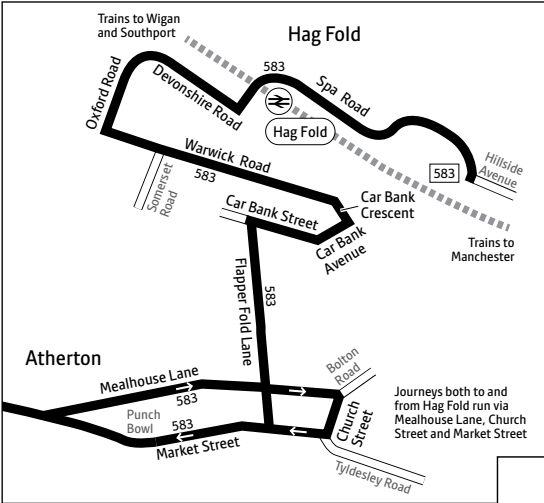 Trains to Wigan
and Southport
Hag Fold
583
Oxford Road
Devonshire Road
Spa Road
Hag Fold
Warwick Road
583
583
Hillside
Avenue
Somerset
Road
Car Bank
Crescent
Car Bank Street
Car Bank
Avenue
Trains to
Manchester
Flapper Fold Lane
583
Atherton
Mealhouse Lane
583
Bolton
Road
Punch
Bowl
583
Market Street
Church
Street
Journeys both to and
from Hag Fold run via
Mealhouse Lane, Church
Street and Market Street
Tyldesley Road